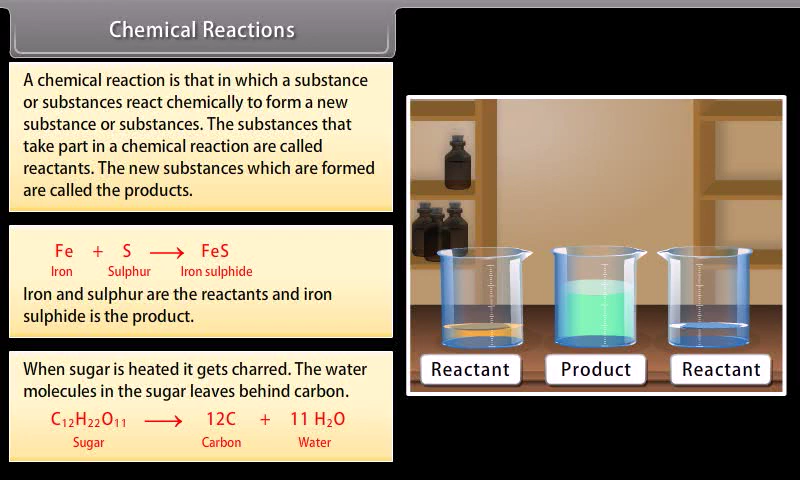 Chemical Reactions
A chemical reaction is that in which a substance
or substances react chemically to form a new
substance or substances. The substances that
take part in a chemical reaction are called
reactants. The new substances which are formed
are called the products.
Fe + S ⟶ FeS
Iron Sulphur Iron sulphide
Iron and sulphur are the reactants and iron
sulphide is the product.
When sugar is heated it gets charred. The water
molecules in the sugar leaves behind carbon.
C₁₂H₂₂O₁₁ ⟶ 12C + 11 H₂O
Sugar Carbon Water
Reactant Product Reactant